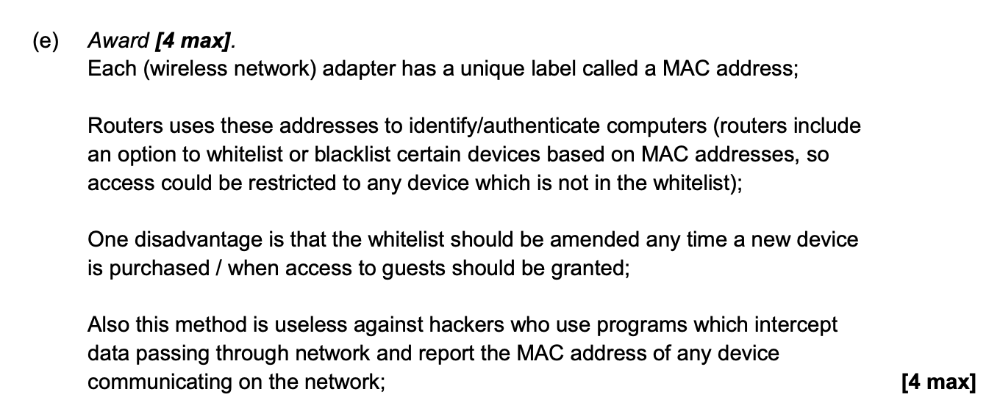 (e) Award [4 max].
Each (wireless network) adapter has a unique label called a MAC address;
Routers uses these addresses to identify/authenticate computers (routers include
an option to whitelist or blacklist certain devices based on MAC addresses, so
access could be restricted to any device which is not in the whitelist);
One disadvantage is that the whitelist should be amended any time a new device
is purchased / when access to guests should be granted;
Also this method is useless against hackers who use programs which intercept
data passing through network and report the MAC address of any device
communicating on the network; [4 max]